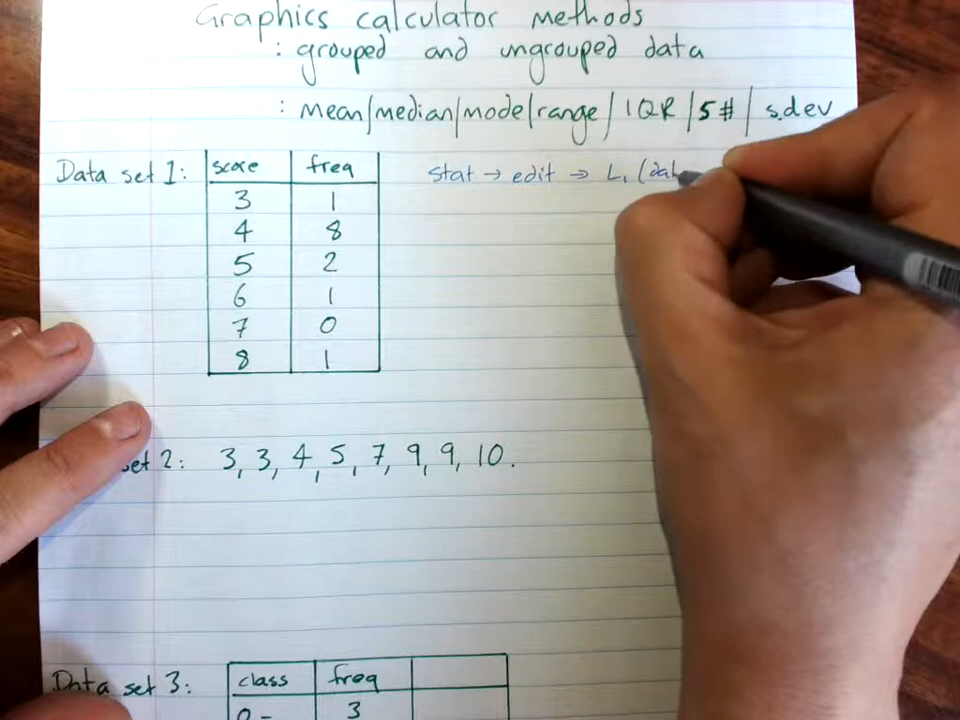 Graphics calculator methods
: grouped and ungrouped data
: mean/median/mode/range/IQR/5#/s.dev
Data set 1:
score freq
3 1
4 8
5 2
6 1
7 0
8 1
stat → edit → L1 (dat
set 2: 3, 3, 4, 5, 7, 9, 9, 10.
Data set 3:
class freq
0- 3